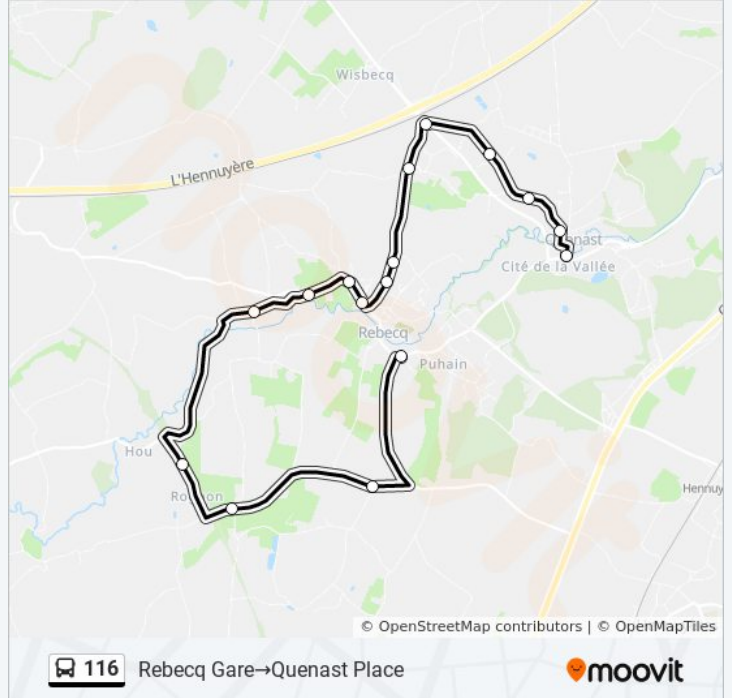 Wisbecq
L'Hennuyère
Quenast
Cité de la Vallée
Rebecq
Puhain
Hou
Hennuy
© OpenStreetMap contributors | © OpenMapTiles
116 Rebecq Gare→Quenast Place
moovit